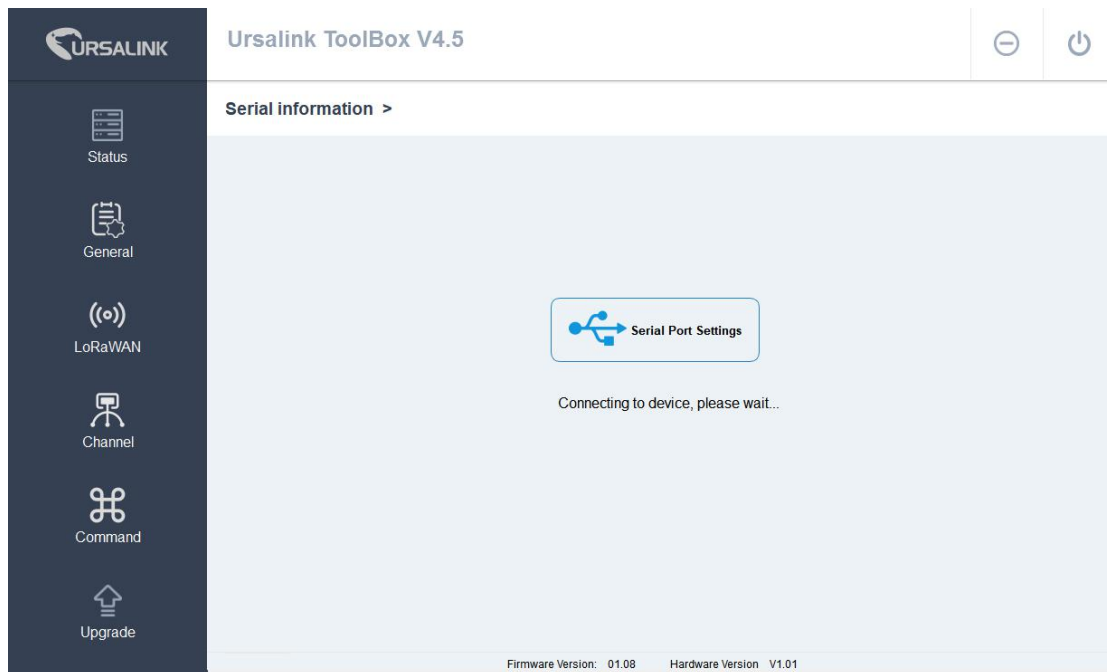 URSALINK
Ursalink ToolBox V4.5
Serial information >
Status
General
LoRaWAN
Channel
Command
Upgrade
Serial Port Settings
Connecting to device, please wait...
Firmware Version: 01.08 Hardware Version V1.01